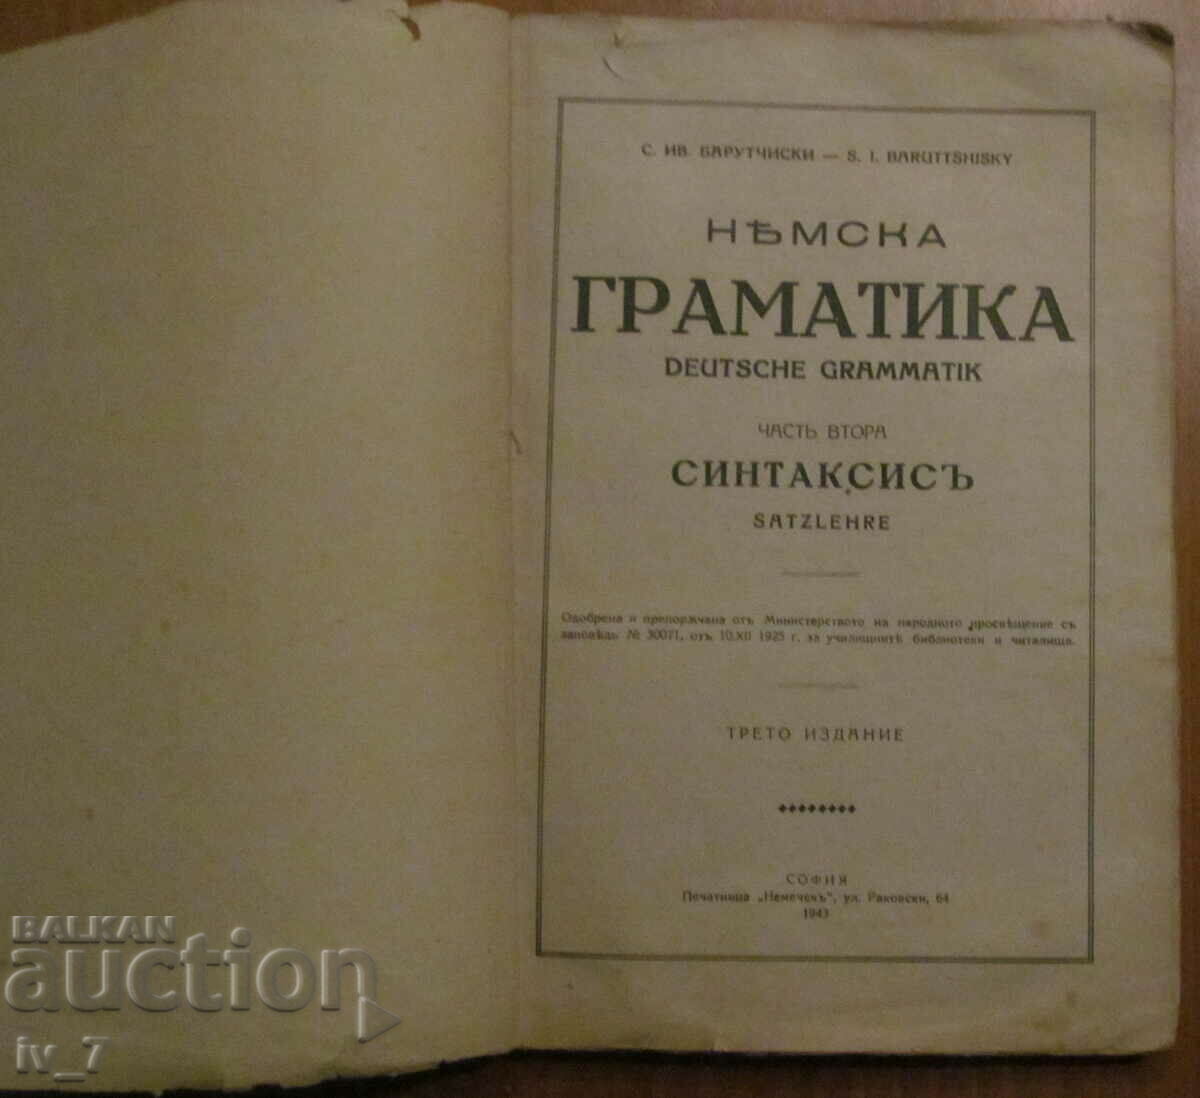 С. ИВ. БАРУТЧИСКИ — S. I. BARUTTSHISKY
НѢМСКА
ГРАМАТИКА
DEUTSCHE GRAMMATIK
ЧАСТЬ ВТОРА
СИНТАКСИСЪ
SATZLEHRE
Одобрена и препорѫчана отъ Министерството на народното просвѣщение съ
заповѣдь № 30071, отъ 10.XII 1925 г. за училищнитѣ библиотеки и читалища.
ТРЕТО ИЗДАНИЕ
СОФИЯ
Печатница „Немечекъ", ул. Раковски, 64
1943
BALKAN
auction
iv_7